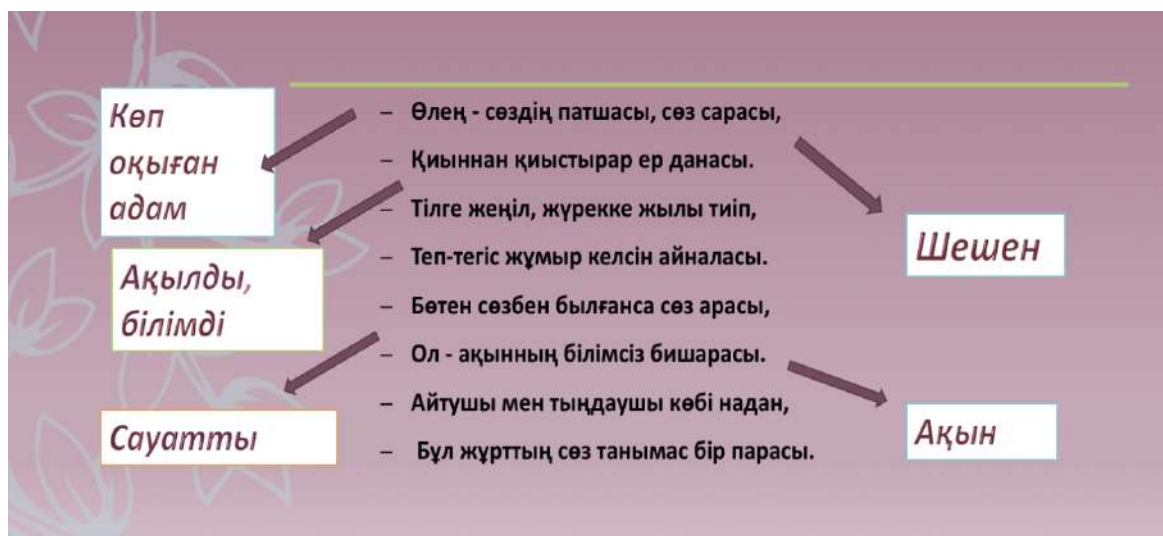 Көп
оқыған
адам
Ақылды,
білімді
Сауатты
– Өлең - сөздің патшасы, сөз сарасы,
– Қиыннан қиыстырар ер данасы.
– Тілге жеңіл, жүрекке жылы тиіп,
– Теп-тегіс жұмыр келсін айналасы.
– Бөтен сөзбен былғанса сөз арасы,
– Ол - ақынның білімсіз бишарасы.
– Айтушы мен тыңдаушы көбі надан,
– Бұл жұрттың сөз танымас бір парасы.
Шешен
Ақын